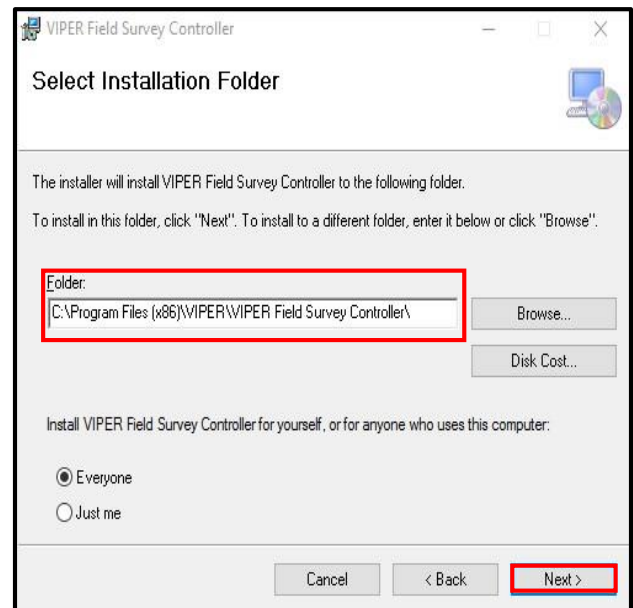 VIPER Field Survey Controller
Select Installation Folder
The installer will install VIPER Field Survey Controller to the following folder.
To install in this folder, click "Next". To install to a different folder, enter it below or click "Browse".
Folder:
C:\Program Files (x86)\VIPER\VIPER Field Survey Controller\
Browse...
Disk Cost...
Install VIPER Field Survey Controller for yourself, or for anyone who uses this computer:
Everyone
Just me
Cancel
< Back
Next >